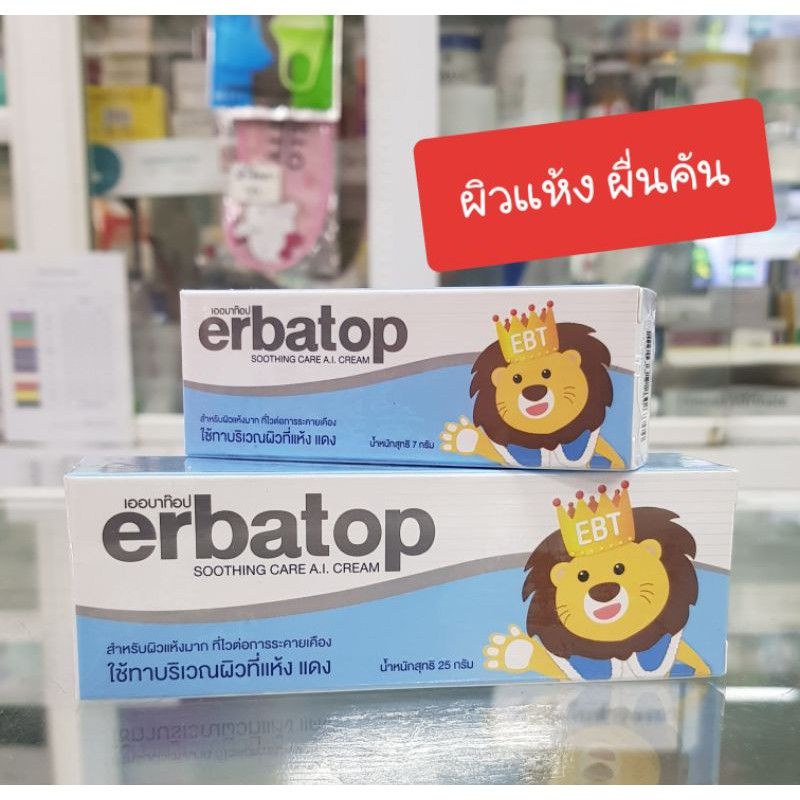 ผิวแห้ง ผื่นคัน
เออบาท๊อป
erbatop
SOOTHING CARE A.I. CREAM
EBT
สำหรับผิวแห้งมาก ที่ไวต่อการระคายเคือง
ใช้ทาบริเวณผิวที่แห้ง แดง
น้ำหนักสุทธิ 7 กรัม
เออบาท๊อป
erbatop
SOOTHING CARE A.I. CREAM
EBT
สำหรับผิวแห้งมาก ที่ไวต่อการระคายเคือง
ใช้ทาบริเวณผิวที่แห้ง แดง
น้ำหนักสุทธิ 25 กรัม